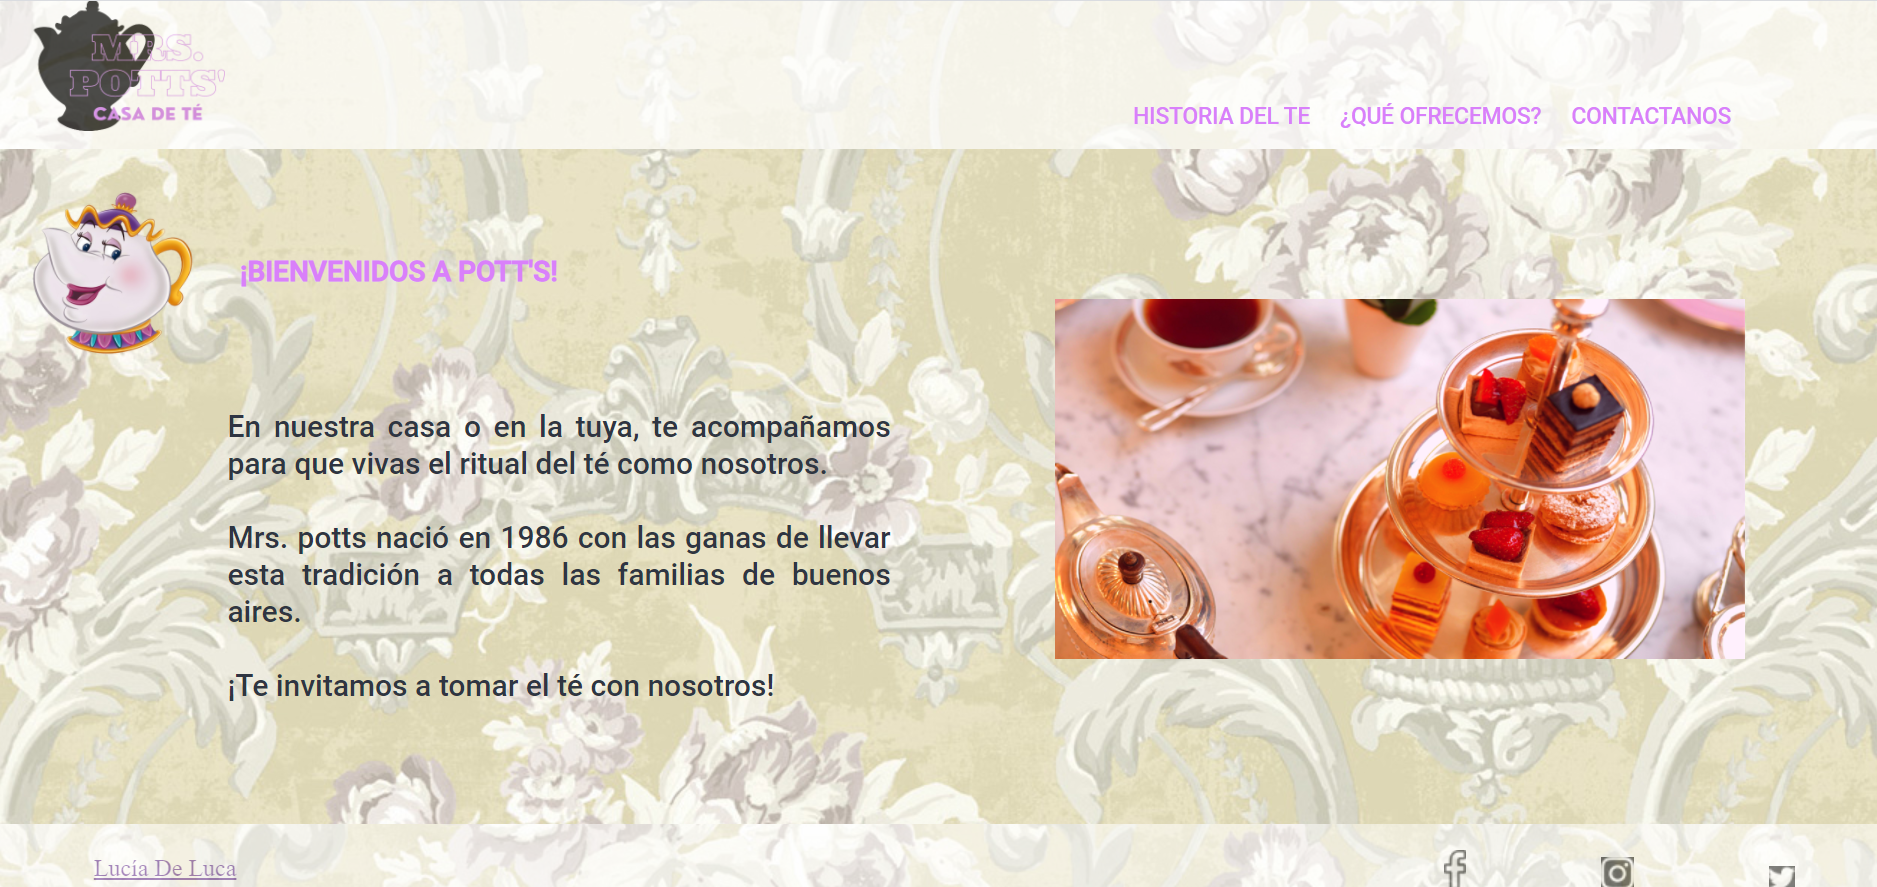 MRS.
POTTS'
CASA DE TÉ
HISTORIA DEL TE ¿QUÉ OFRECEMOS? CONTACTANOS
¡BIENVENIDOS A POTT'S!
En nuestra casa o en la tuya, te acompañamos
para que vivas el ritual del té como nosotros.
Mrs. potts nació en 1986 con las ganas de llevar
esta tradición a todas las familias de buenos
aires.
¡Te invitamos a tomar el té con nosotros!
Lucía De Luca